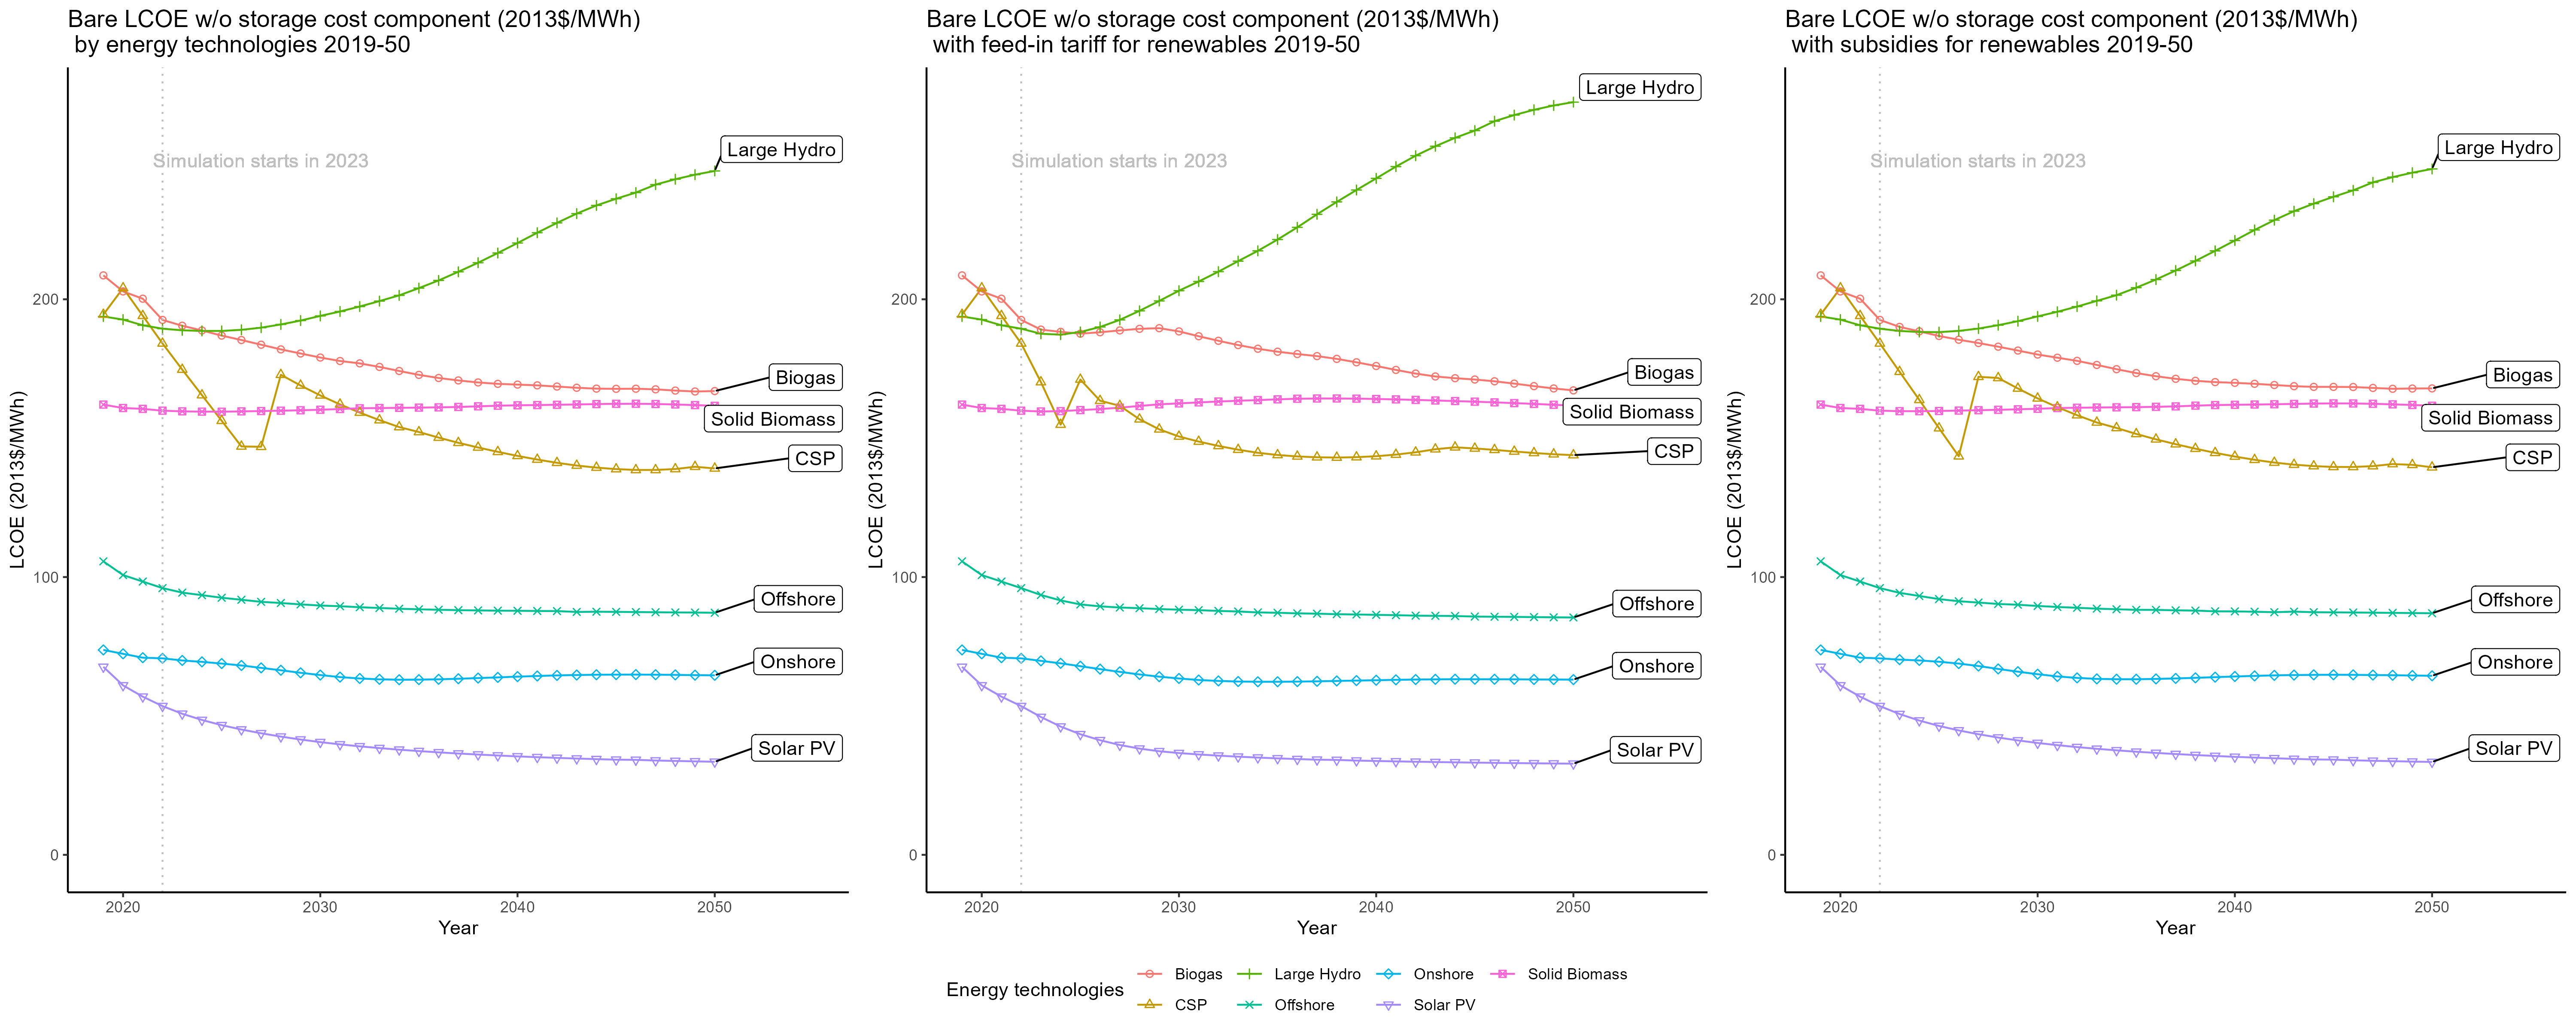 Bare LCOE w/o storage cost component (2013$/MWh)
by energy technologies 2019-50
LCOE (2013$/MWh)
200
100
0
Simulation starts in 2023
Large Hydro
Biogas
Solid Biomass
CSP
Offshore
Onshore
Solar PV
2020 2030 2040 2050
Year
Bare LCOE w/o storage cost component (2013$/MWh)
with feed-in tariff for renewables 2019-50
LCOE (2013$/MWh)
200
100
0
Simulation starts in 2023
Large Hydro
Biogas
Solid Biomass
CSP
Offshore
Onshore
Solar PV
2020 2030 2040 2050
Year
Bare LCOE w/o storage cost component (2013$/MWh)
with subsidies for renewables 2019-50
LCOE (2013$/MWh)
200
100
0
Simulation starts in 2023
Large Hydro
Biogas
Solid Biomass
CSP
Offshore
Onshore
Solar PV
2020 2030 2040 2050
Year
Energy technologies
Biogas Large Hydro Onshore Solid Biomass
CSP Offshore Solar PV